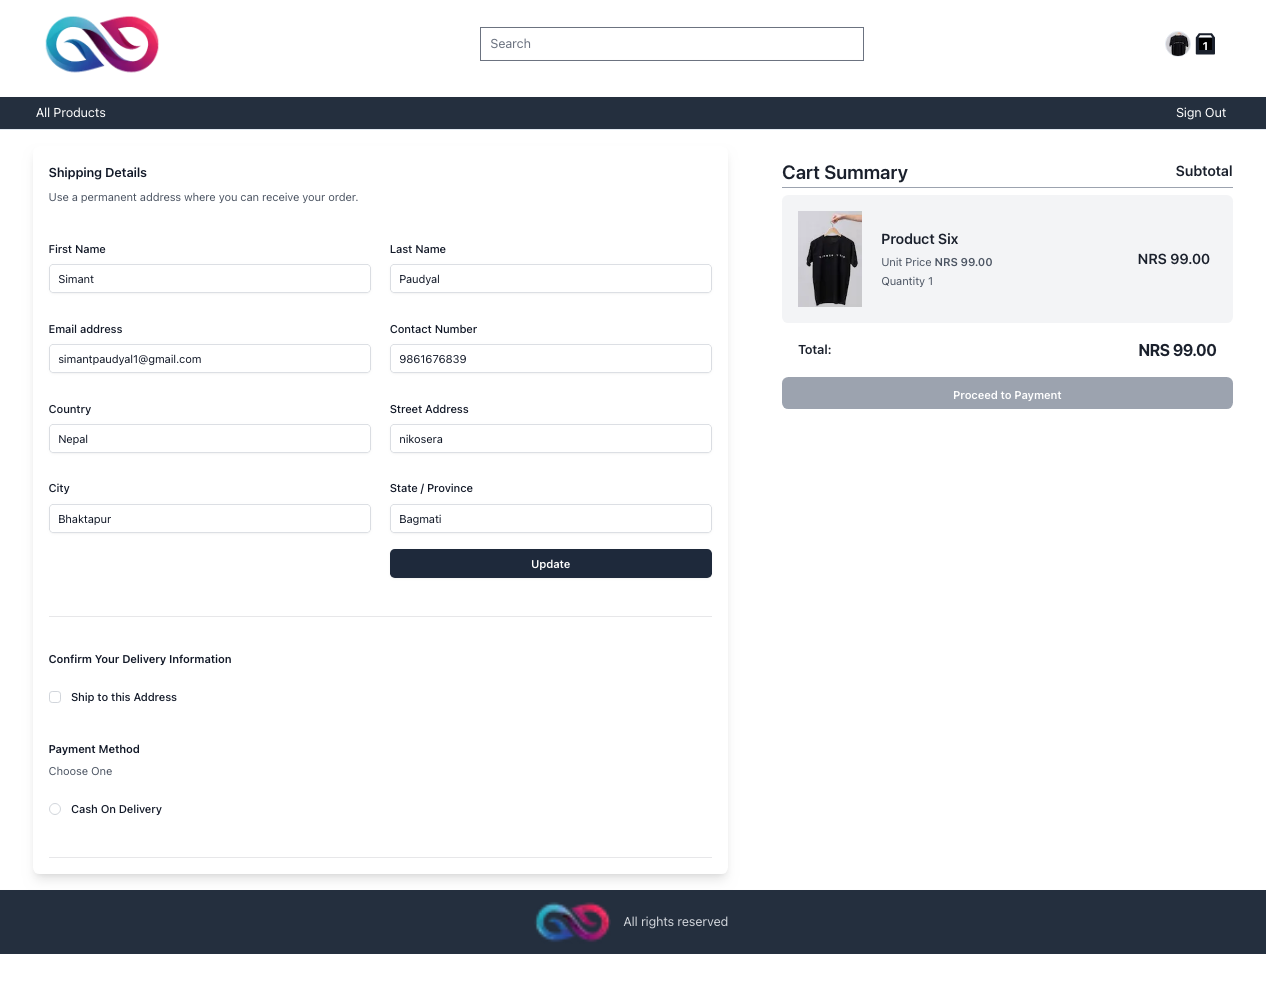 Search
1
All Products
Sign Out
Shipping Details
Use a permanent address where you can receive your order.
First Name
Last Name
Simant
Paudyal
Email address
Contact Number
simantpaudyal1@gmail.com
9861676839
Country
Street Address
Nepal
nikosera
City
State / Province
Bhaktapur
Bagmati
Update
Confirm Your Delivery Information
Ship to this Address
Payment Method
Choose One
Cash On Delivery
Cart Summary
Subtotal
Product Six
Unit Price NRS 99.00
Quantity 1
NRS 99.00
Total:
NRS 99.00
Proceed to Payment
All rights reserved